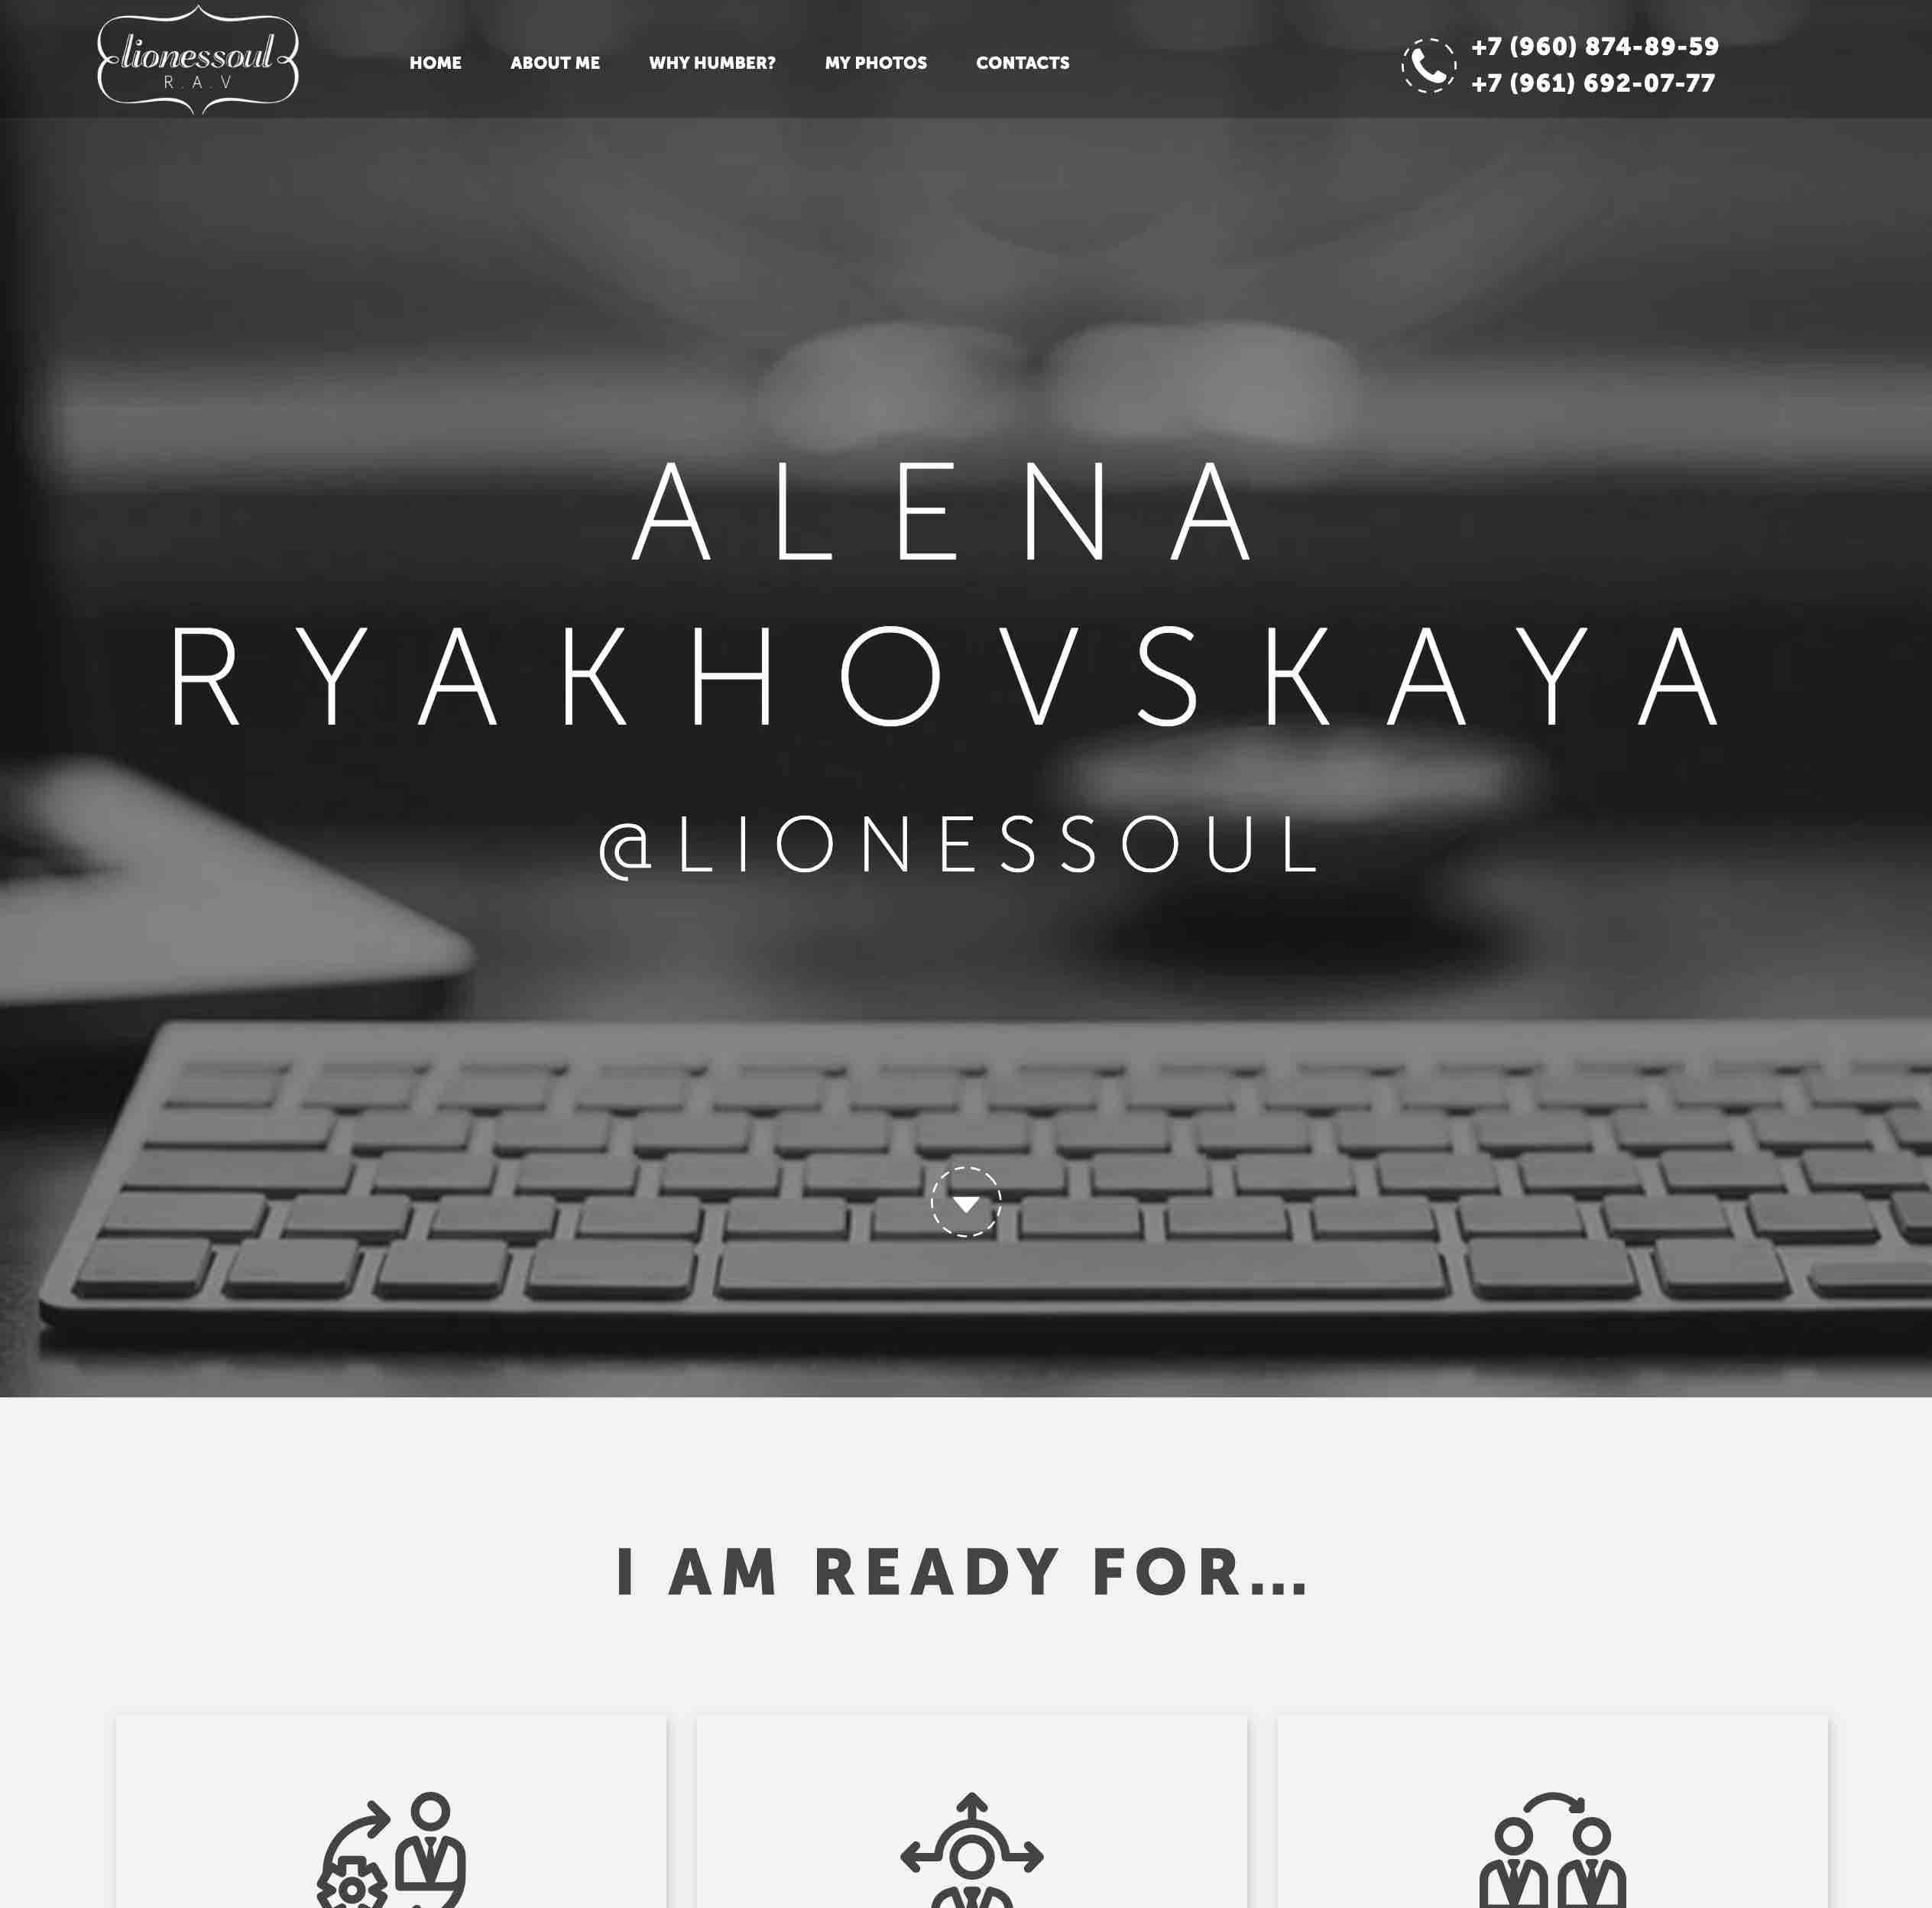 lionessoul
R.A.V
HOME ABOUT ME WHY HUMBER? MY PHOTOS CONTACTS
+7 (960) 874-89-59
+7 (961) 692-07-77
ALENA
RYAKHOVSKAYA
@LIONESSOUL
I AM READY FOR...